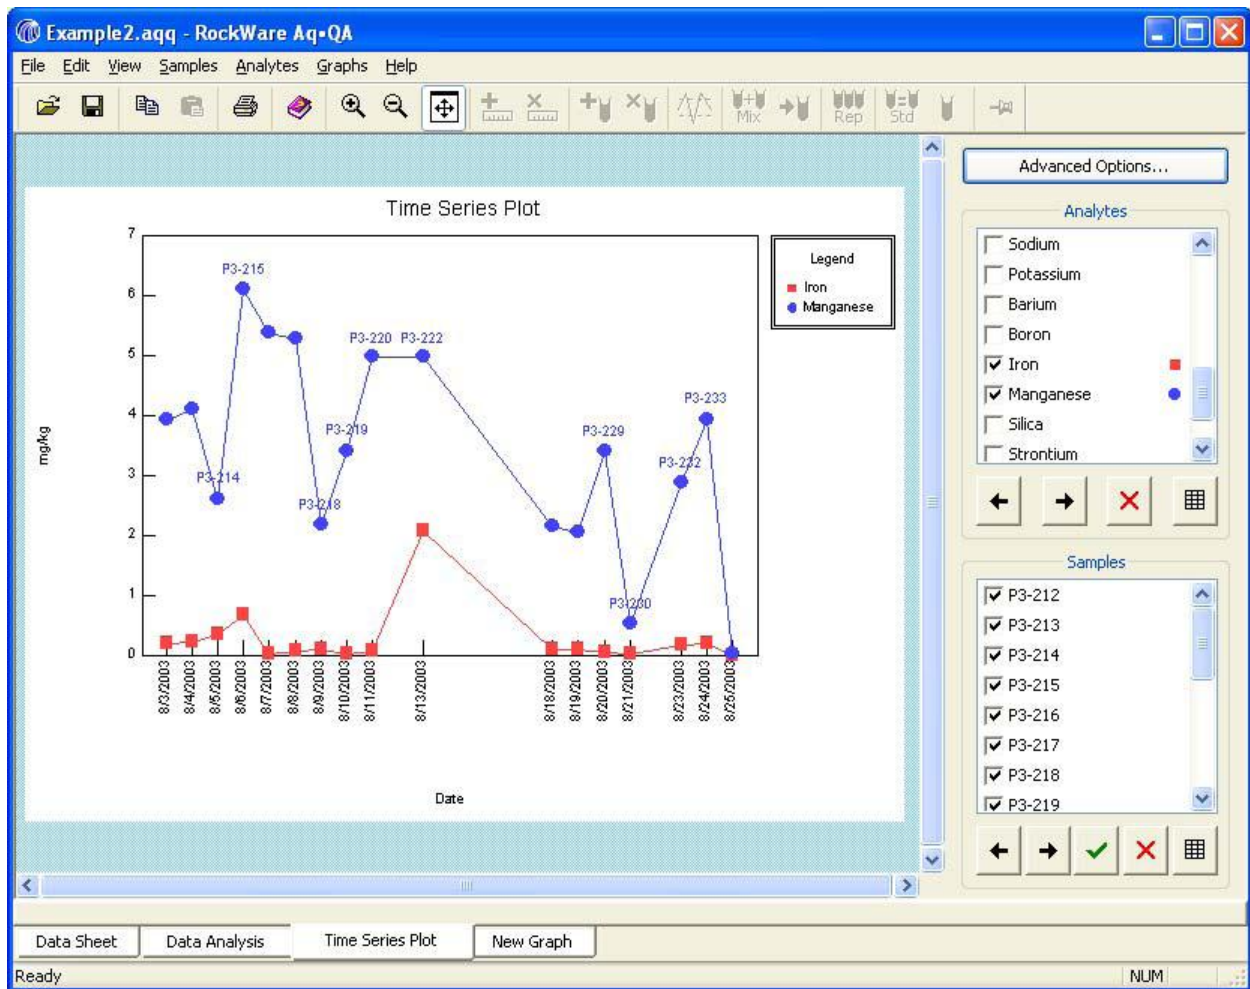 Example2.aqq - RockWare Aq•QA
File Edit View Samples Analytes Graphs Help
Mix Rep Std
Advanced Options...
Time Series Plot
7
6
5
4
3
2
1
0
mg/kg
P3-215
P3-214
P3-218
P3-219
P3-220 P3-222
P3-229
P3-230
P3-232
P3-233
8/3/2003
8/4/2003
8/5/2003
8/6/2003
8/7/2003
8/8/2003
8/9/2003
8/10/2003
8/11/2003
8/13/2003
8/18/2003
8/19/2003
8/20/2003
8/21/2003
8/23/2003
8/24/2003
8/25/2003
Date
Legend
Iron
Manganese
Analytes
Sodium
Potassium
Barium
Boron
Iron
Manganese
Silica
Strontium
Samples
P3-212
P3-213
P3-214
P3-215
P3-216
P3-217
P3-218
P3-219
Data Sheet Data Analysis Time Series Plot New Graph
Ready NUM